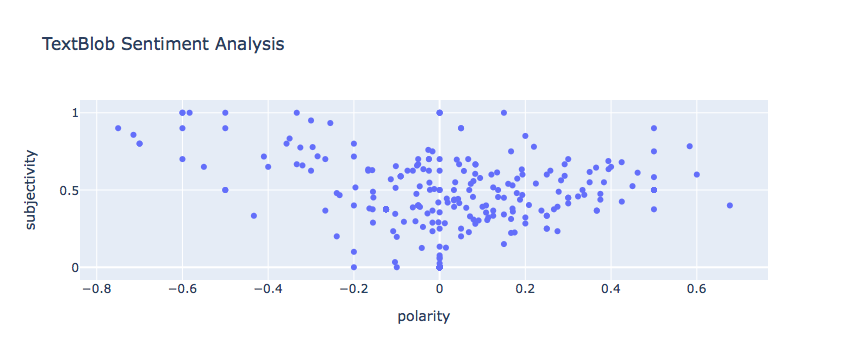 TextBlob Sentiment Analysis
1
0.5
0
subjectivity
−0.8 −0.6 −0.4 −0.2 0 0.2 0.4 0.6
polarity